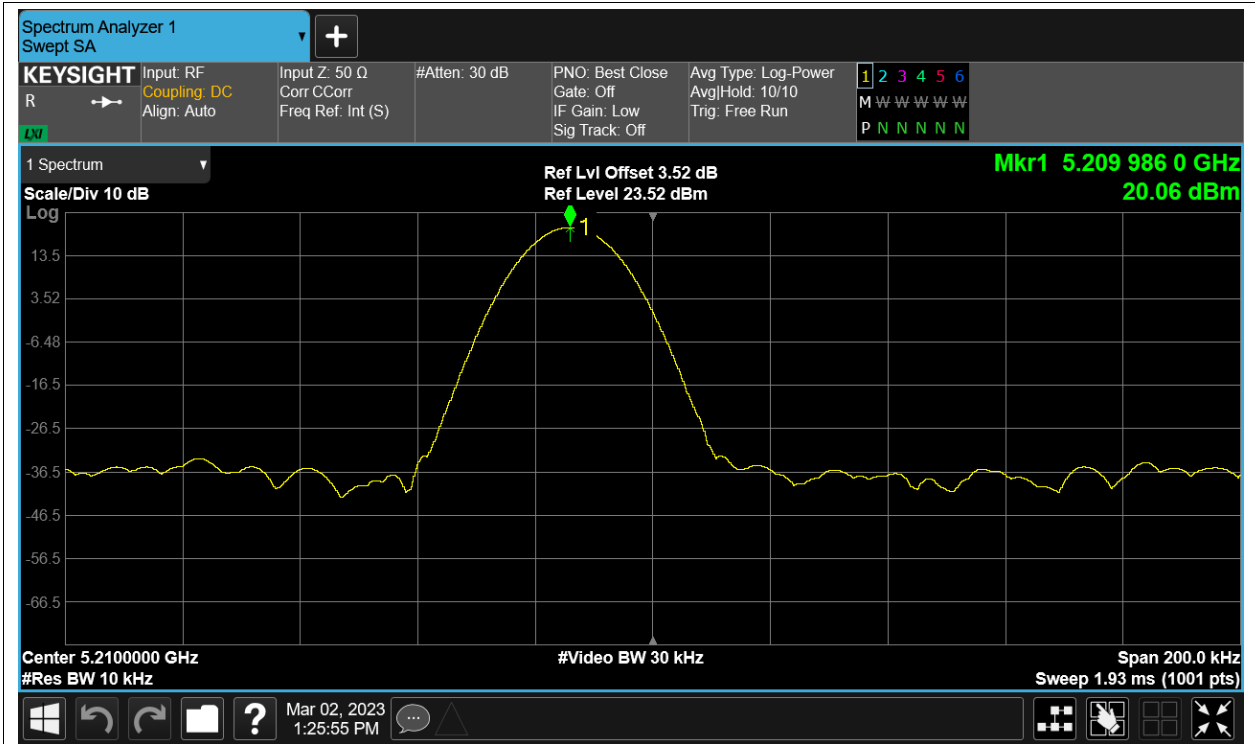 Spectrum Analyzer 1
Swept SA
KEYSIGHT
R
LXI
Input: RF
Coupling: DC
Align: Auto
Input Z: 50 Ω
Corr CCorr
Freq Ref: Int (S)
#Atten: 30 dB
PNO: Best Close
Gate: Off
IF Gain: Low
Sig Track: Off
Avg Type: Log-Power
Avg|Hold: 10/10
Trig: Free Run
1 2 3 4 5 6
M W W W W W
P N N N N N
1 Spectrum
Scale/Div 10 dB
Log
Ref Lvl Offset 3.52 dB
Ref Level 23.52 dBm
Mkr1 5.209 986 0 GHz
20.06 dBm
1
13.5
3.52
-6.48
-16.5
-26.5
-36.5
-46.5
-56.5
-66.5
Center 5.2100000 GHz
#Res BW 10 kHz
#Video BW 30 kHz
Span 200.0 kHz
Sweep 1.93 ms (1001 pts)
?
Mar 02, 2023
1:25:55 PM